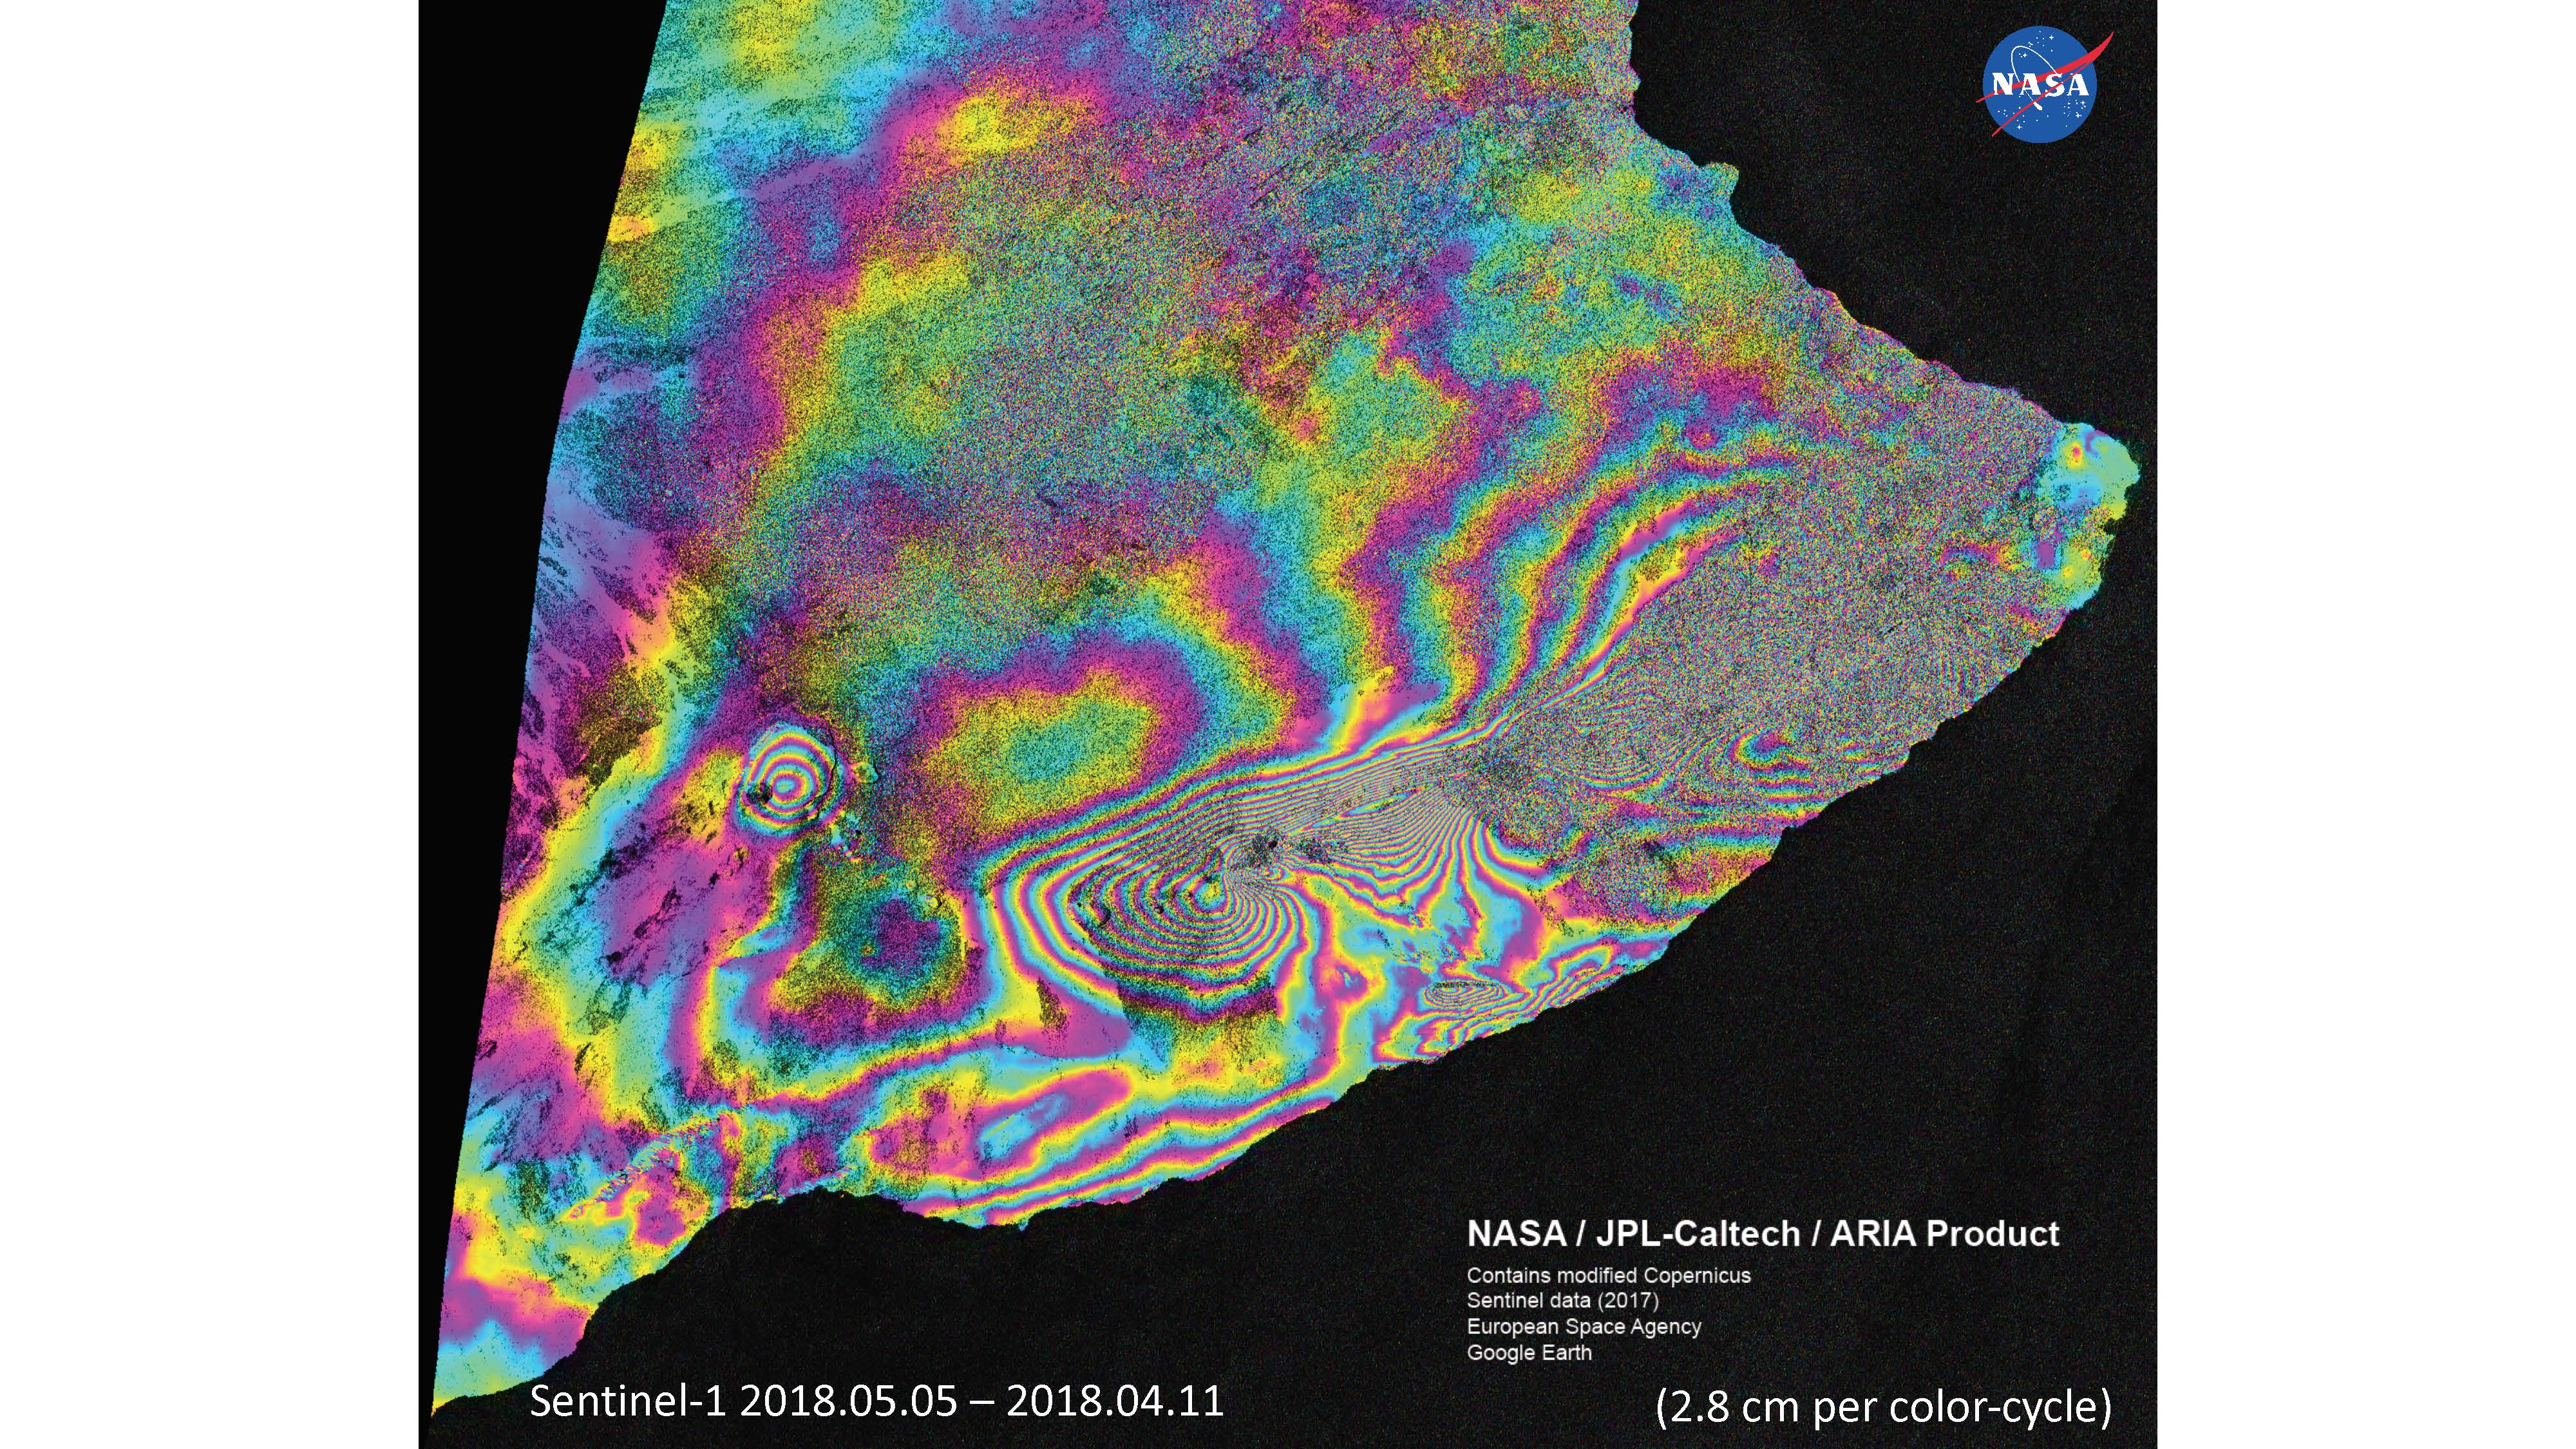 NASA
NASA / JPL-Caltech / ARIA Product
Contains modified Copernicus
Sentinel data (2017)
European Space Agency
Google Earth
Sentinel-1 2018.05.05 – 2018.04.11
(2.8 cm per color-cycle)